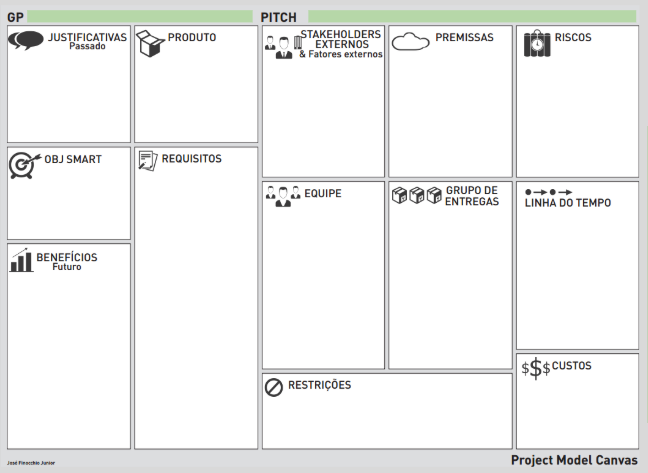 GP
PITCH
JUSTIFICATIVAS
Passado
PRODUTO
STAKEHOLDERS
EXTERNOS
& Fatores externos
PREMISSAS
RISCOS
OBJ SMART
REQUISITOS
EQUIPE
GRUPO DE
ENTREGAS
LINHA DO TEMPO
BENEFÍCIOS
Futuro
$$$ CUSTOS
RESTRIÇÕES
José Finocchio Junior
Project Model Canvas